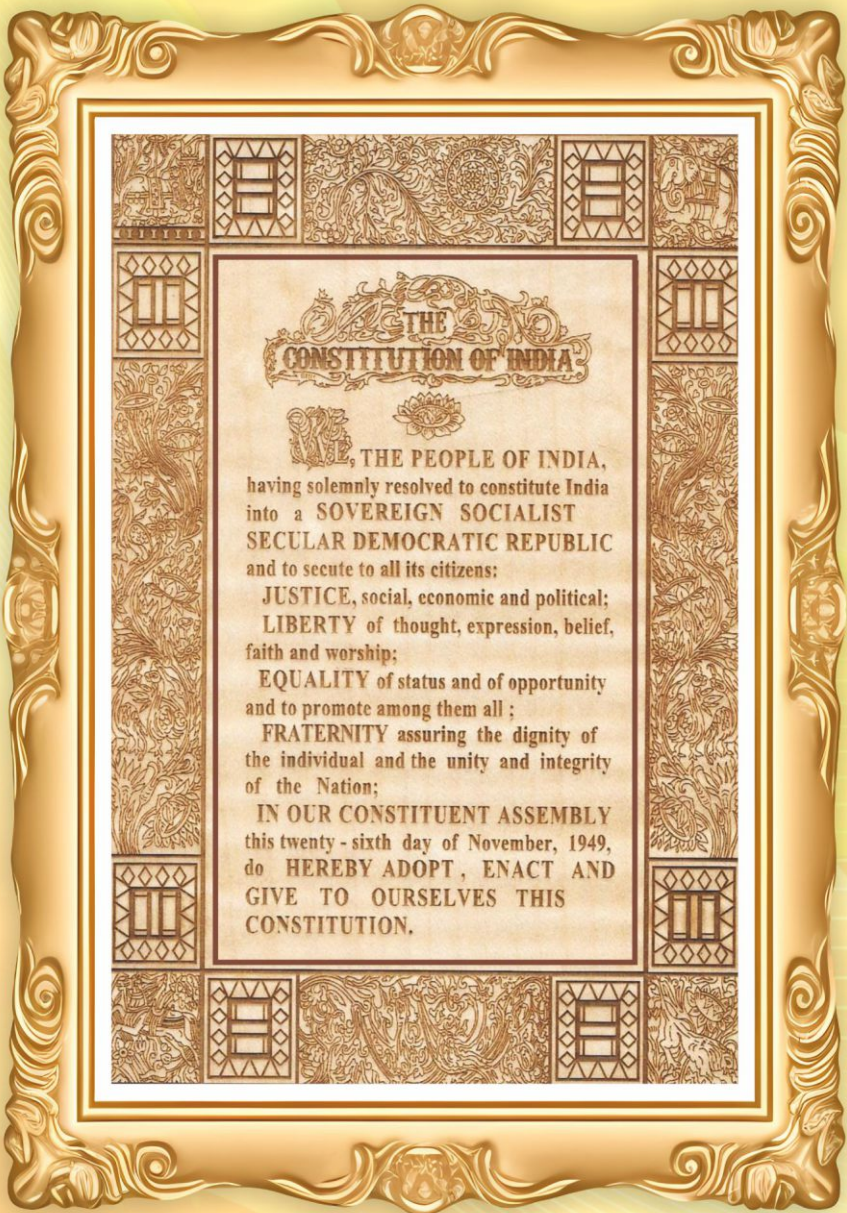 THE
CONSTITUTION OF INDIA
WE, THE PEOPLE OF INDIA,
having solemnly resolved to constitute India
into a SOVEREIGN SOCIALIST
SECULAR DEMOCRATIC REPUBLIC
and to secute to all its citizens:
JUSTICE, social, economic and political;
LIBERTY of thought, expression, belief,
faith and worship;
EQUALITY of status and of opportunity
and to promote among them all ;
FRATERNITY assuring the dignity of
the individual and the unity and integrity
of the Nation;
IN OUR CONSTITUENT ASSEMBLY
this twenty - sixth day of November, 1949,
do HEREBY ADOPT , ENACT AND
GIVE TO OURSELVES THIS
CONSTITUTION.